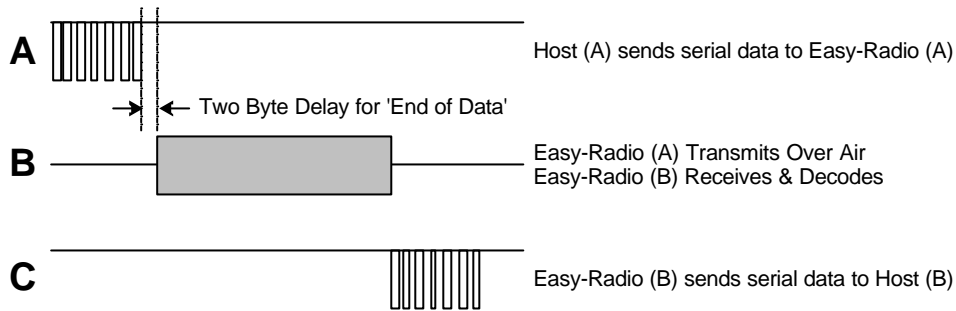 A
Host (A) sends serial data to Easy-Radio (A)
Two Byte Delay for 'End of Data'
B
Easy-Radio (A) Transmits Over Air
Easy-Radio (B) Receives & Decodes
C
Easy-Radio (B) sends serial data to Host (B)